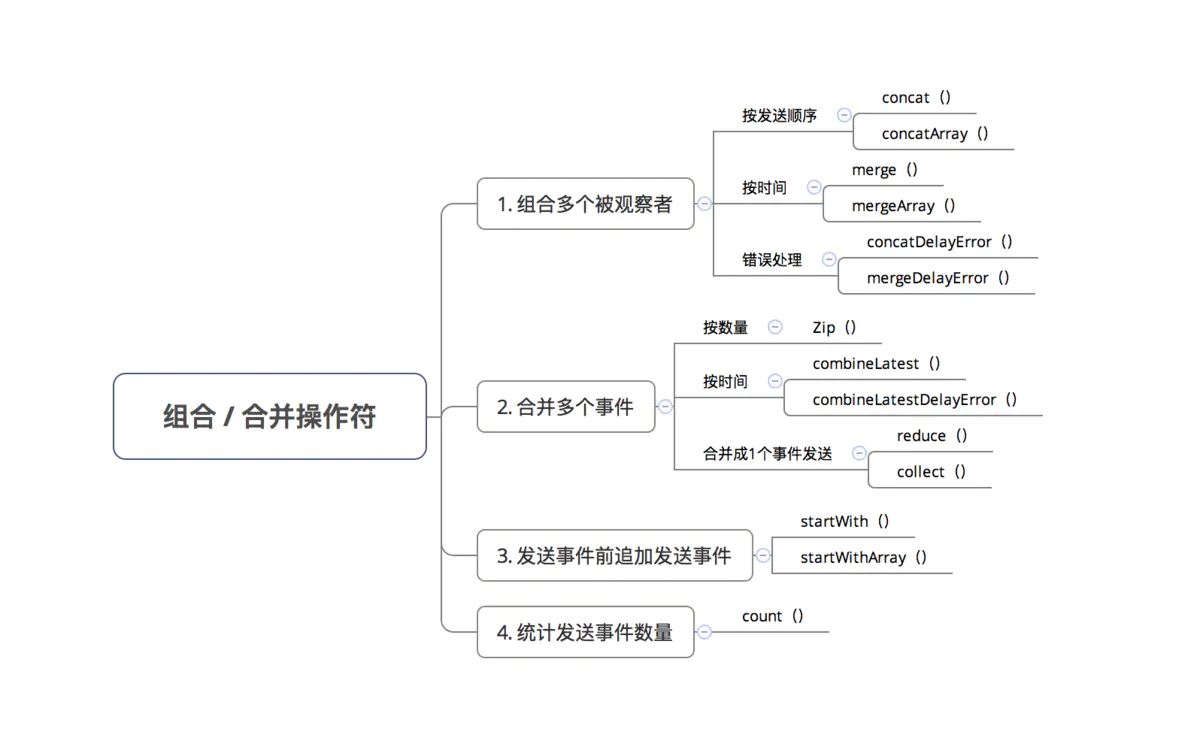 组合 / 合并操作符
1. 组合多个被观察者
按发送顺序
concat（）
concatArray（）
按时间
merge（）
mergeArray（）
错误处理
concatDelayError（）
mergeDelayError（）
2. 合并多个事件
按数量
Zip（）
按时间
combineLatest（）
combineLatestDelayError（）
合并成1个事件发送
reduce（）
collect（）
3. 发送事件前追加发送事件
startWith（）
startWithArray（）
4. 统计发送事件数量
count（）